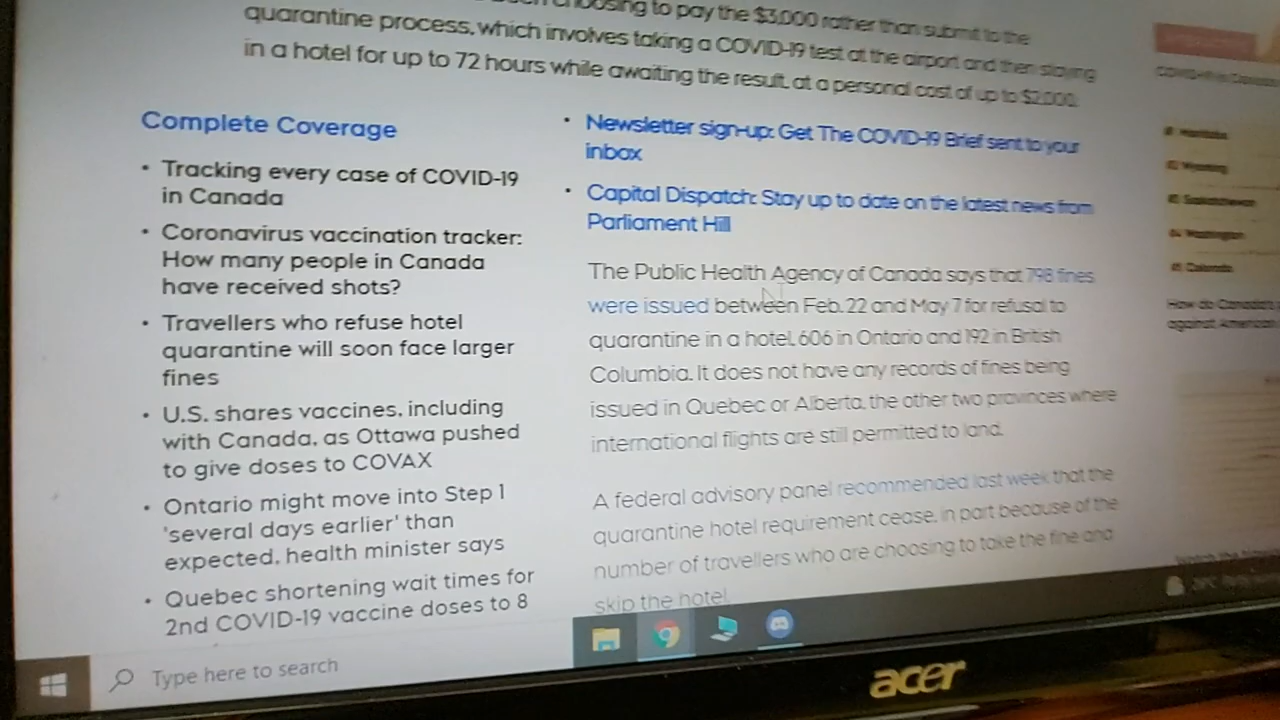 choosing to pay the $3,000 rather than submit to the
quarantine process, which involves taking a COVID-19 test at the airport and then staying
in a hotel for up to 72 hours while awaiting the result, at a personal cost of up to $2,000.
Complete Coverage
• Tracking every case of COVID-19
in Canada
• Coronavirus vaccination tracker:
How many people in Canada
have received shots?
• Travellers who refuse hotel
quarantine will soon face larger
fines
• U.S. shares vaccines, including
with Canada, as Ottawa pushed
to give doses to COVAX
• Ontario might move into Step 1
'several days earlier' than
expected, health minister says
• Quebec shortening wait times for
2nd COVID-19 vaccine doses to 8
• Newsletter sign-up: Get The COVID-19 Brief sent to your
inbox
• Capital Dispatch: Stay up to date on the latest news from
Parliament Hill
The Public Health Agency of Canada says that 798 fines
were issued between Feb. 22 and May 7 for refusal to
quarantine in a hotel, 606 in Ontario and 192 in British
Columbia. It does not have any records of fines being
issued in Quebec or Alberta, the other two provinces where
international flights are still permitted to land.
A federal advisory panel recommended last week that the
quarantine hotel requirement cease, in part because of the
number of travellers who are choosing to take the fine and
skip the hotel.
Manitoba
Wyoming
Saskatchewan
Washington
Colorado
How do Canada's
against American
Type here to search
acer